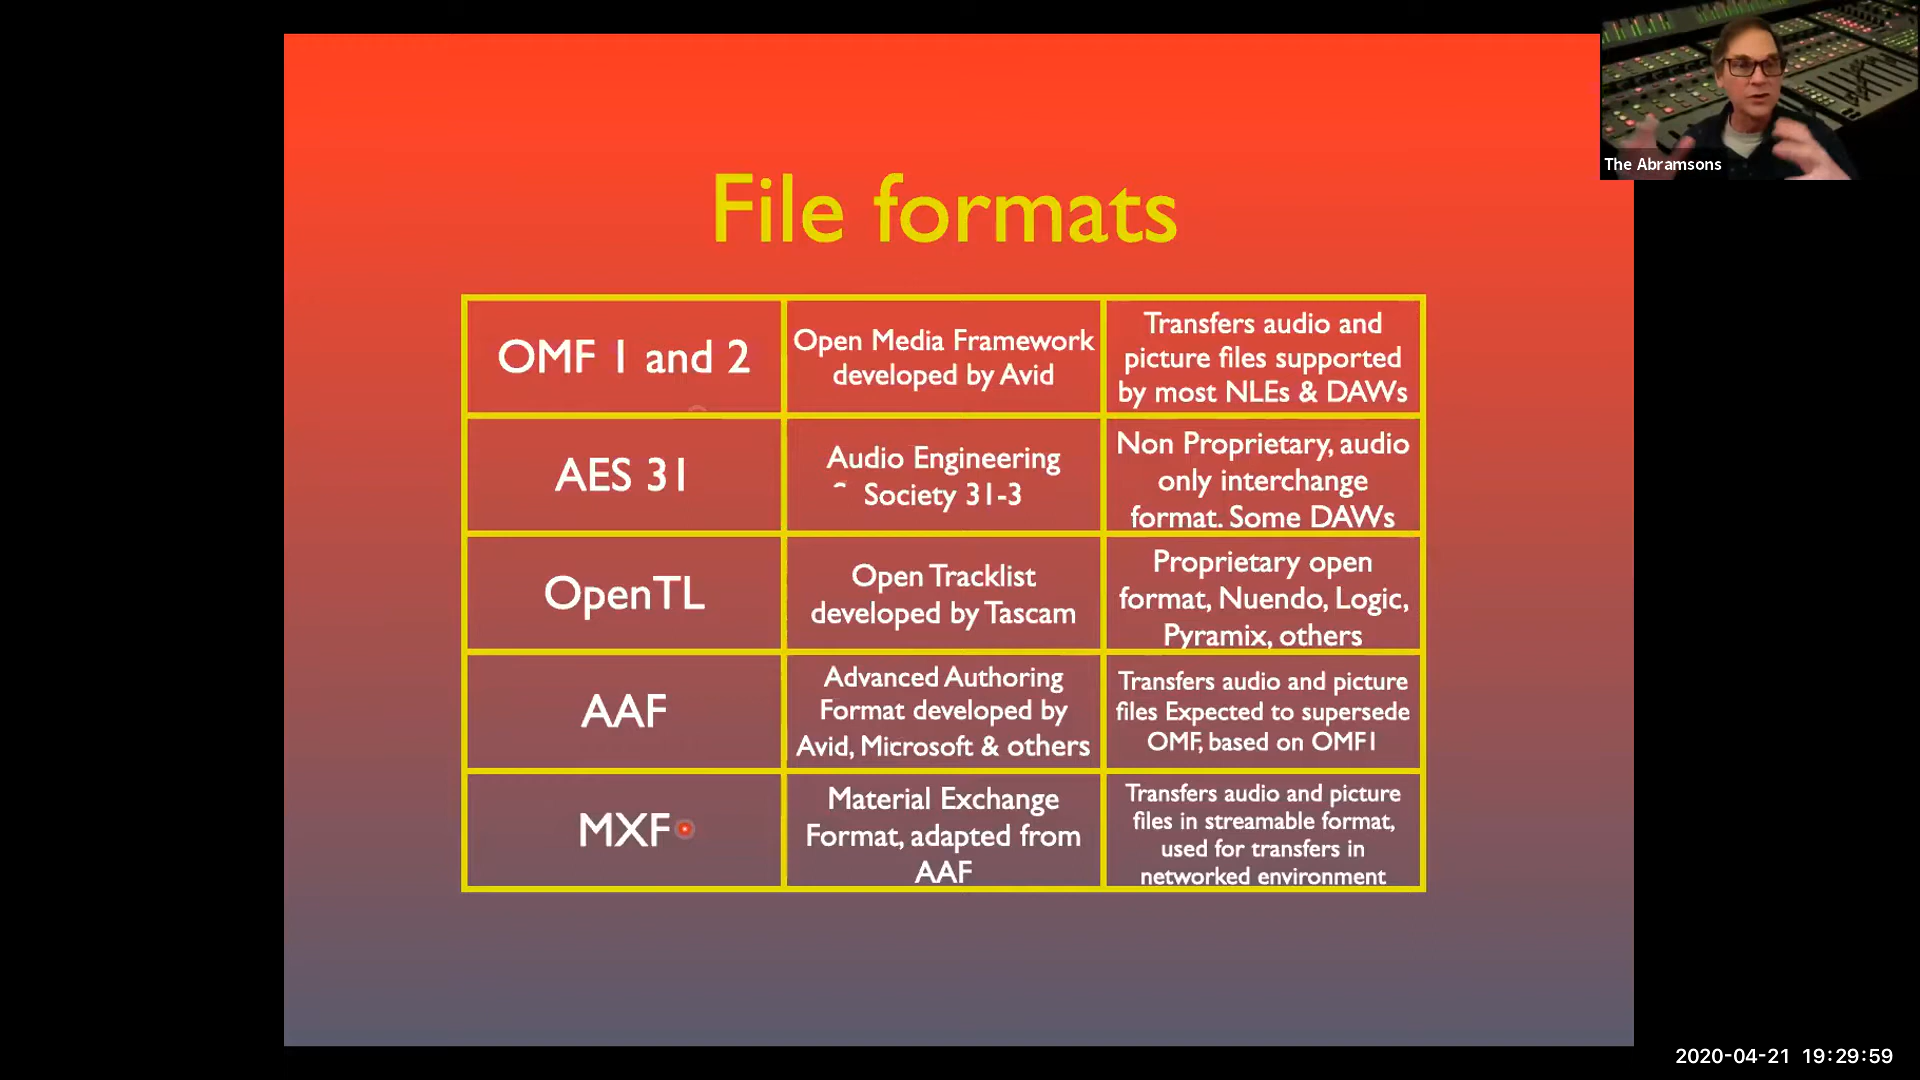 The Abramsons
File formats
OMF 1 and 2
Open Media Framework
developed by Avid
Transfers audio and
picture files supported
by most NLEs & DAWs
AES 31
Audio Engineering
Society 31-3
Non Proprietary, audio
only interchange
format. Some DAWs
OpenTL
Open Tracklist
developed by Tascam
Proprietary open
format, Nuendo, Logic,
Pyramix, others
AAF
Advanced Authoring
Format developed by
Avid, Microsoft & others
Transfers audio and picture
files Expected to supersede
OMF, based on OMF1
MXF
Material Exchange
Format, adapted from
AAF
Transfers audio and picture
files in streamable format,
used for transfers in
networked environment
2020-04-21 19:29:59